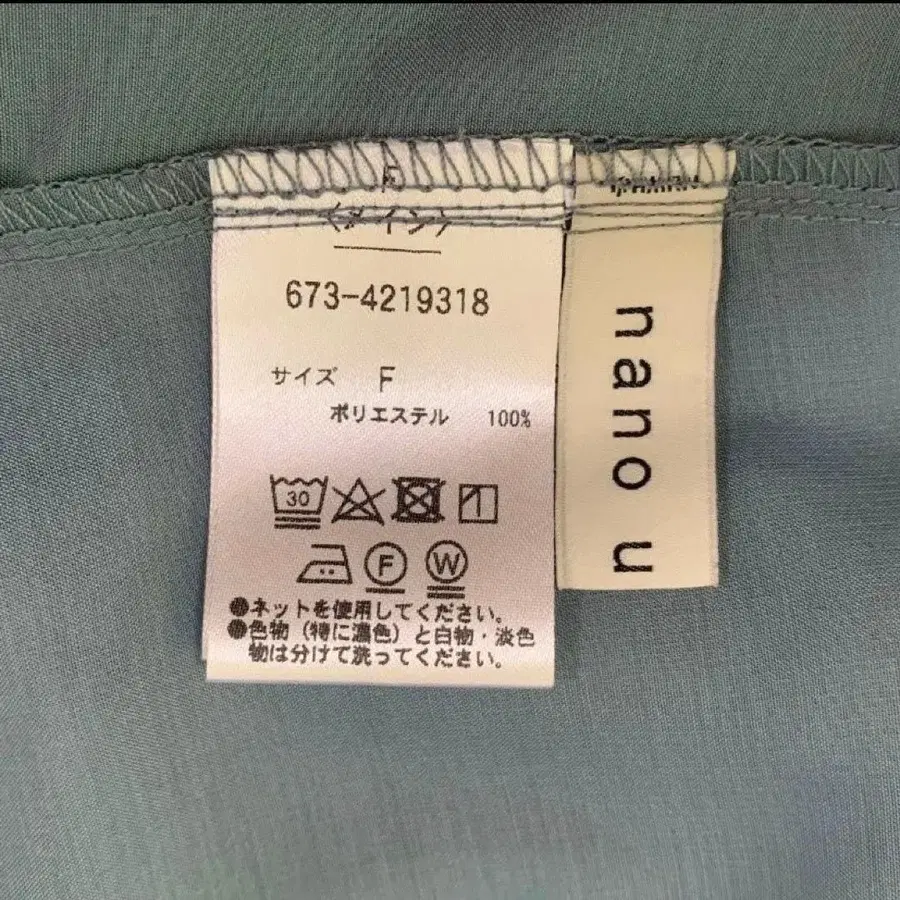 F
〈メイン〉
673-4219318
サイズ F
ポリエステル 100%
30
F W
●ネットを使用してください。
●色物（特に濃色）と白物・淡色
物は分けて洗ってください。
nano u